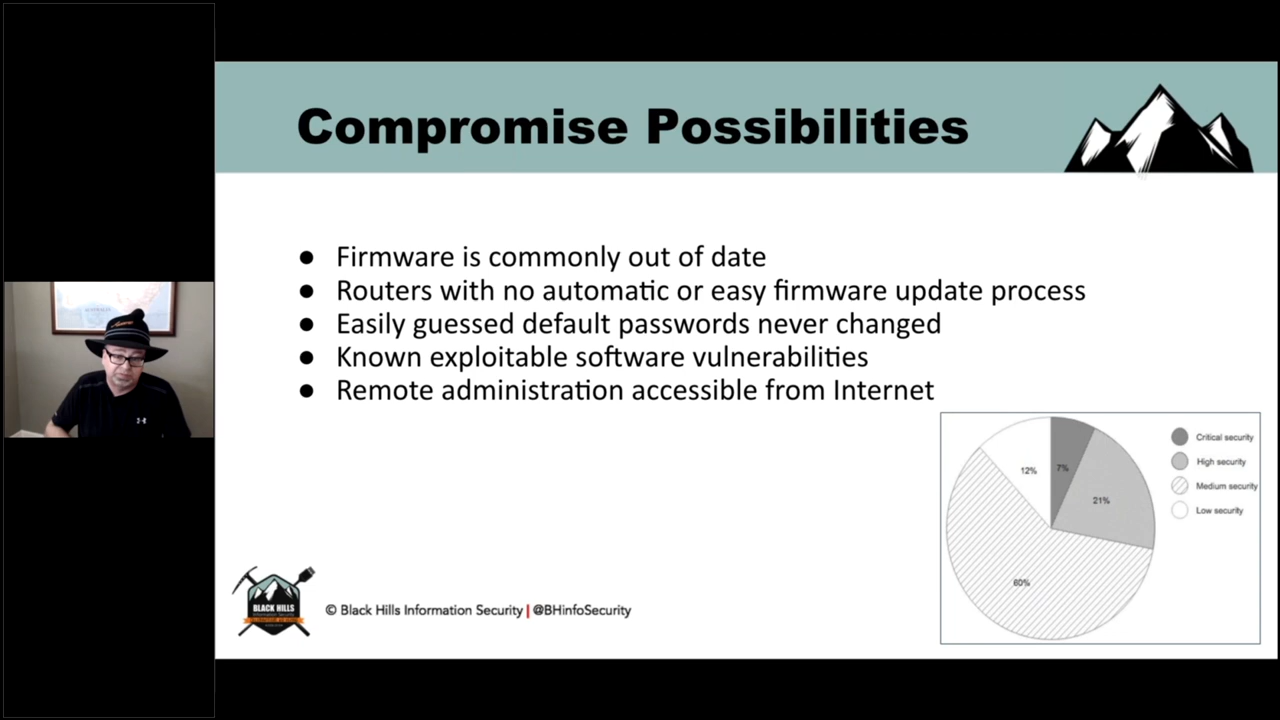 Compromise Possibilities
● Firmware is commonly out of date
● Routers with no automatic or easy firmware update process
● Easily guessed default passwords never changed
● Known exploitable software vulnerabilities
● Remote administration accessible from Internet
Critical security
High security
Medium security
Low security
12%
7%
21%
60%
BLACK HILLS
Information Security
© Black Hills Information Security | @BHinfoSecurity